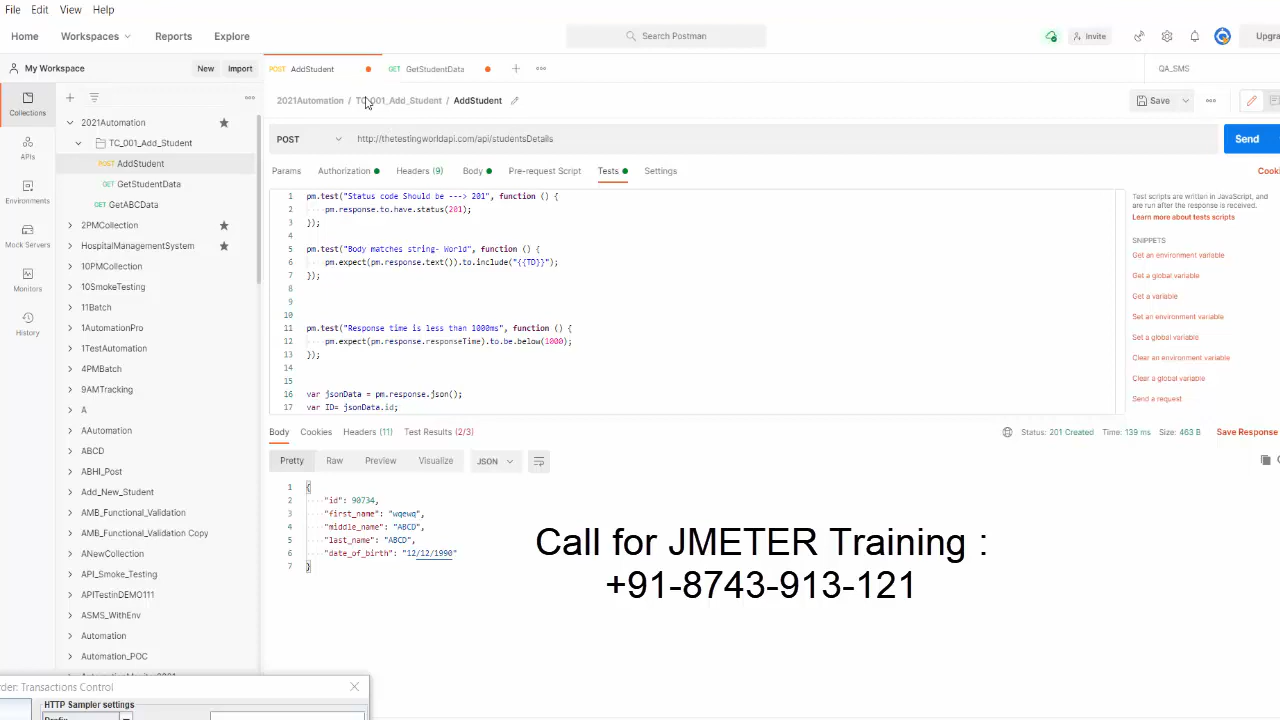 File Edit View Help
Home Workspaces Reports Explore Search Postman Invite
My Workspace New Import POST AddStudent GET GetStudentData QA_SMS
2021Automation / TC_001_Add_Student / AddStudent Save
Collections
APIs
Environments
Mock Servers
Monitors
History
2021Automation
TC_001_Add_Student
POST AddStudent
GET GetStudentData
GET GetABCData
2PMCollection
HospitalManagementSystem
10PMCollection
10SmokeTesting
11Batch
1AutomationPro
1TestAutomation
4PMBatch
9AMTracking
A
AAutomation
ABCD
ABHI_Post
Add_New_Student
AMB_Functional_Validation
AMB_Functional_Validation Copy
ANewCollection
API_Smoke_Testing
APITestinDEMO111
ASMS_WithEnv
Automation
Automation_POC
POST http://thetestingworldapi.com/api/studentsDetails Send
Params Authorization Headers (9) Body Pre-request Script Tests Settings
1 pm.test("Status code Should be ---> 201", function () {
2 pm.response.to.have.status(201);
3 });
4
5 pm.test("Body matches string- World", function () {
6 pm.expect(pm.response.text()).to.include("{{TD}}");
7 });
8
9
10
11 pm.test("Response time is less than 1000ms", function () {
12 pm.expect(pm.response.responseTime).to.be.below(1000);
13 });
14
15
16 var jsonData = pm.response.json();
17 var ID= jsonData.id;
Test scripts are written in JavaScript, and
are run after the response is received.
Learn more about tests scripts
SNIPPETS
Get an environment variable
Get a global variable
Get a variable
Set an environment variable
Set a global variable
Clear an environment variable
Clear a global variable
Send a request
Body Cookies Headers (11) Test Results (2/3) Status: 201 Created Time: 139 ms Size: 463 B Save Response
Pretty Raw Preview Visualize JSON
1 {
2 "id": 90734,
3 "first_name": "wqewq",
4 "middle_name": "ABCD",
5 "last_name": "ABCD",
6 "date_of_birth": "12/12/1990"
7 }
Call for JMETER Training :
+91-8743-913-121
rder: Transactions Control
HTTP Sampler settings